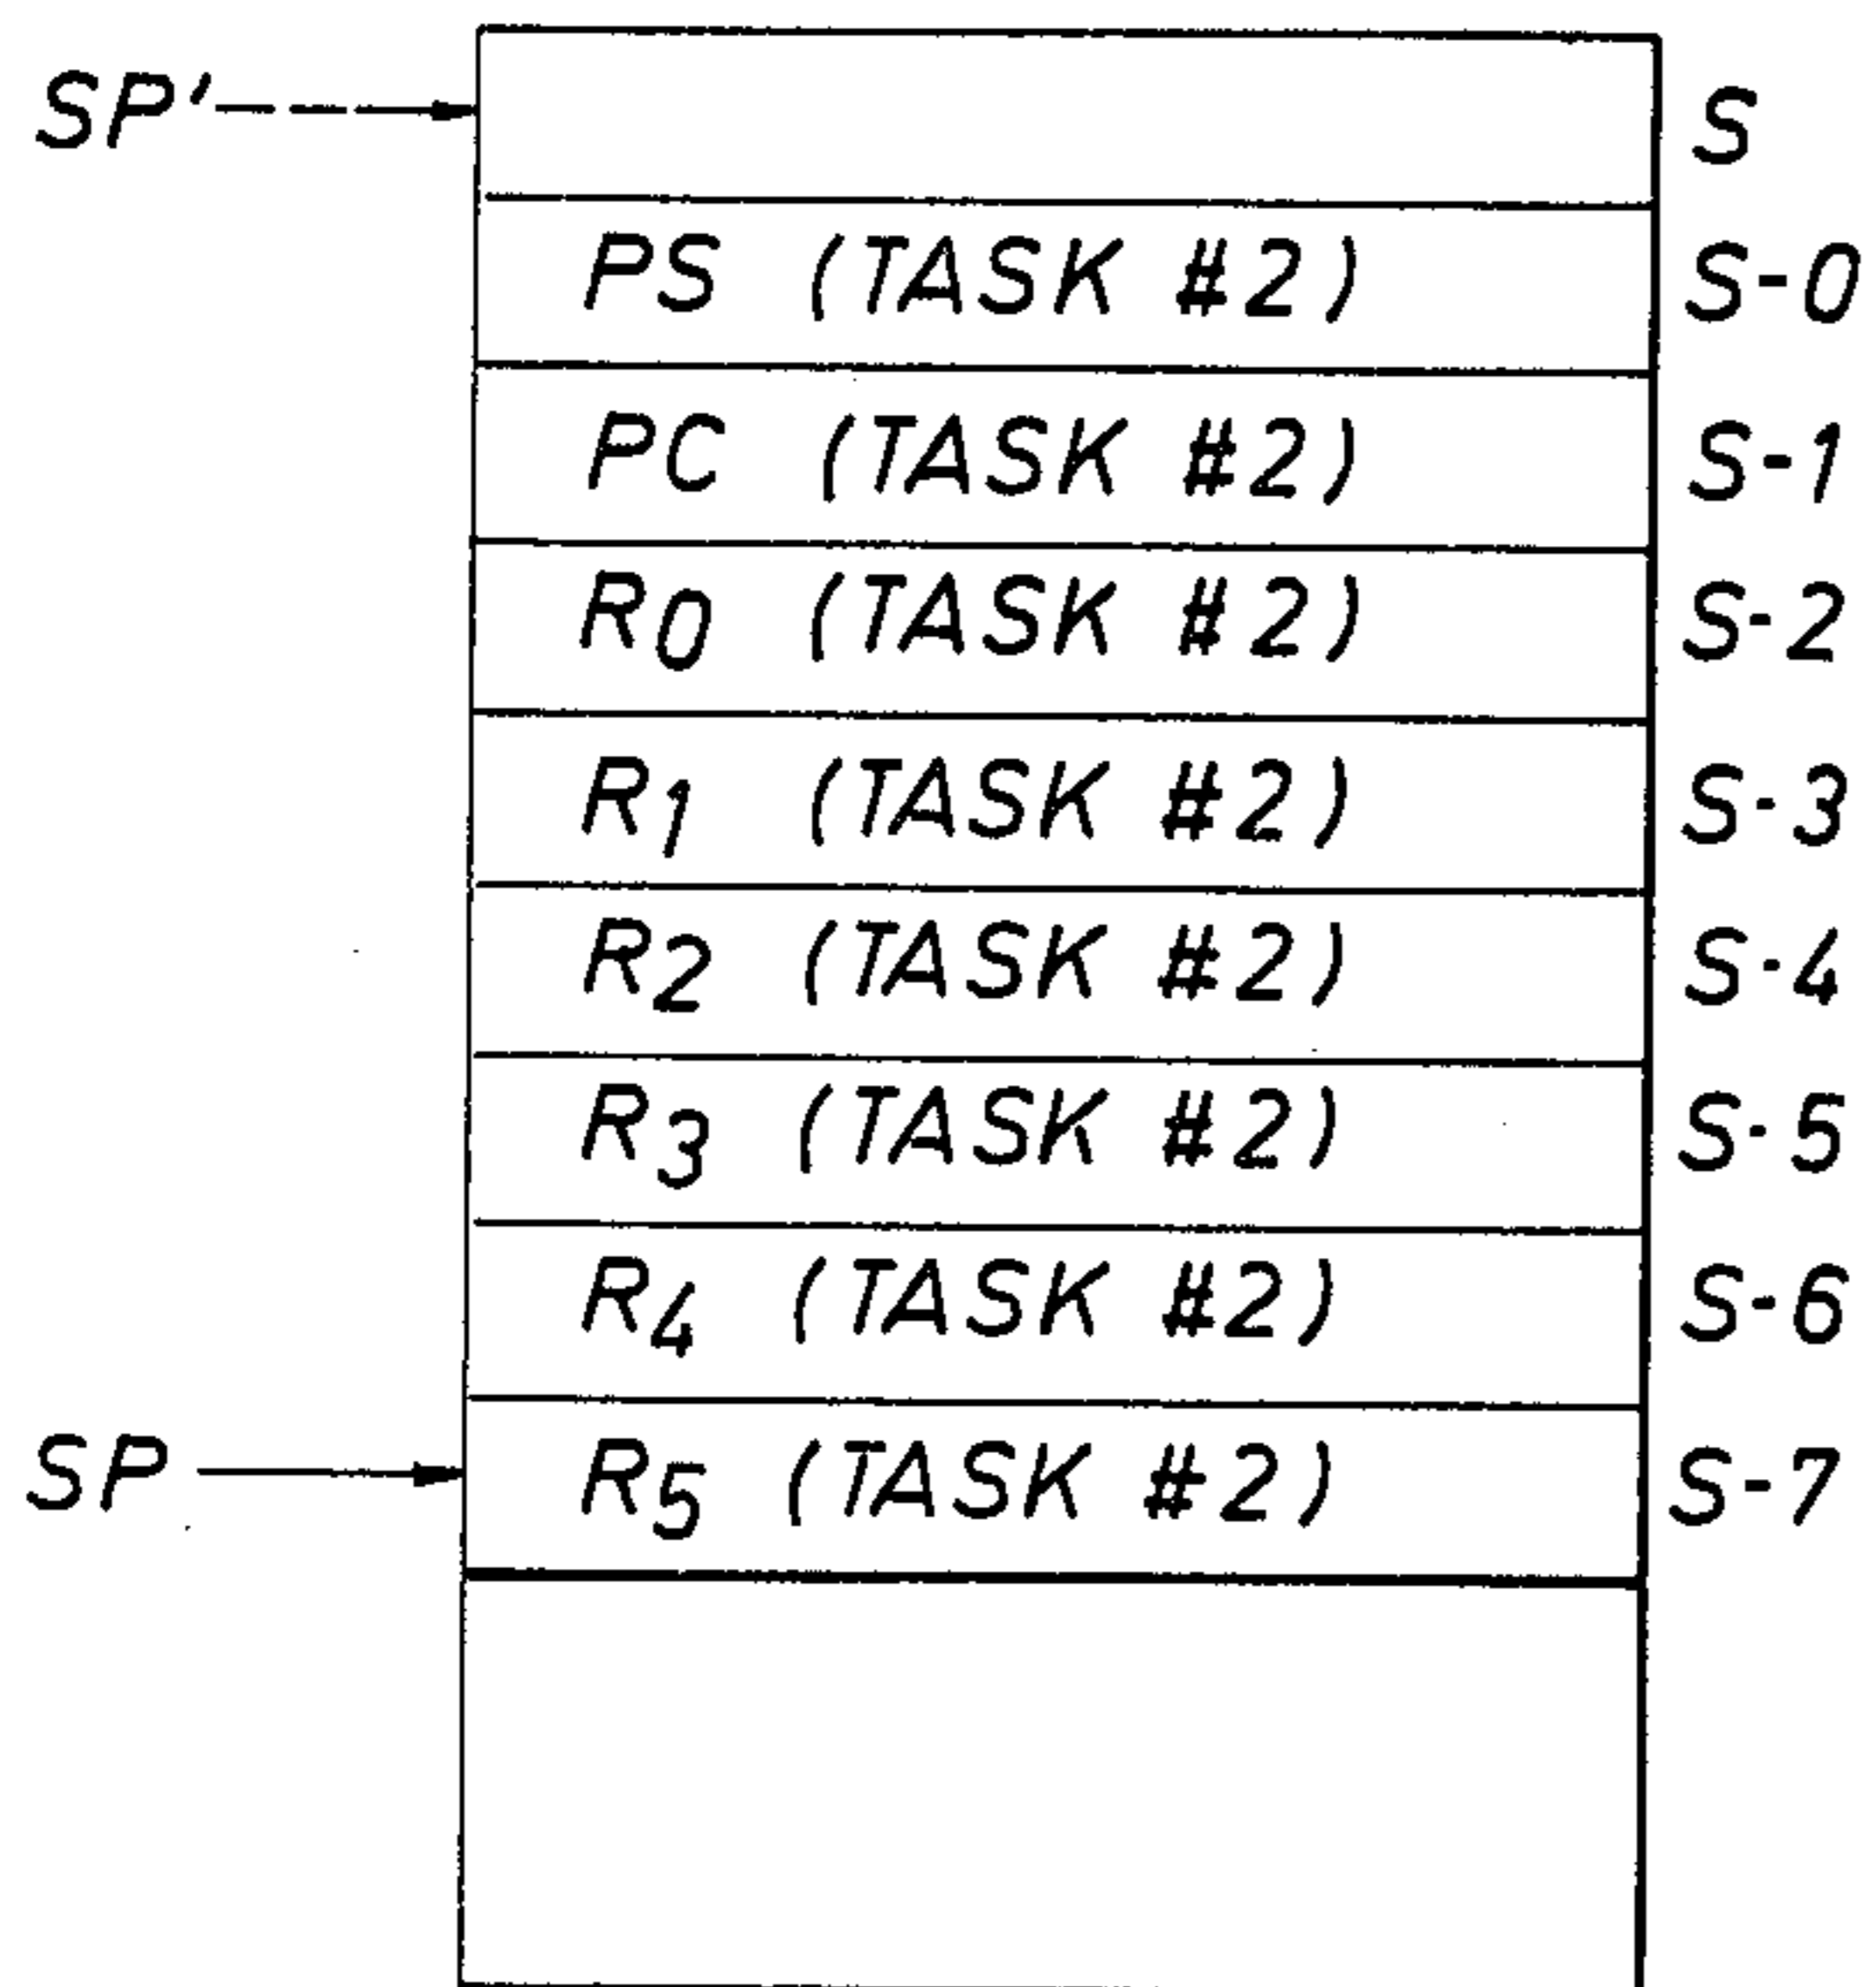 SP' S
PS (TASK #2) S-0
PC (TASK #2) S-1
R0 (TASK #2) S-2
R1 (TASK #2) S-3
R2 (TASK #2) S-4
R3 (TASK #2) S-5
R4 (TASK #2) S-6
SP R5 (TASK #2) S-7